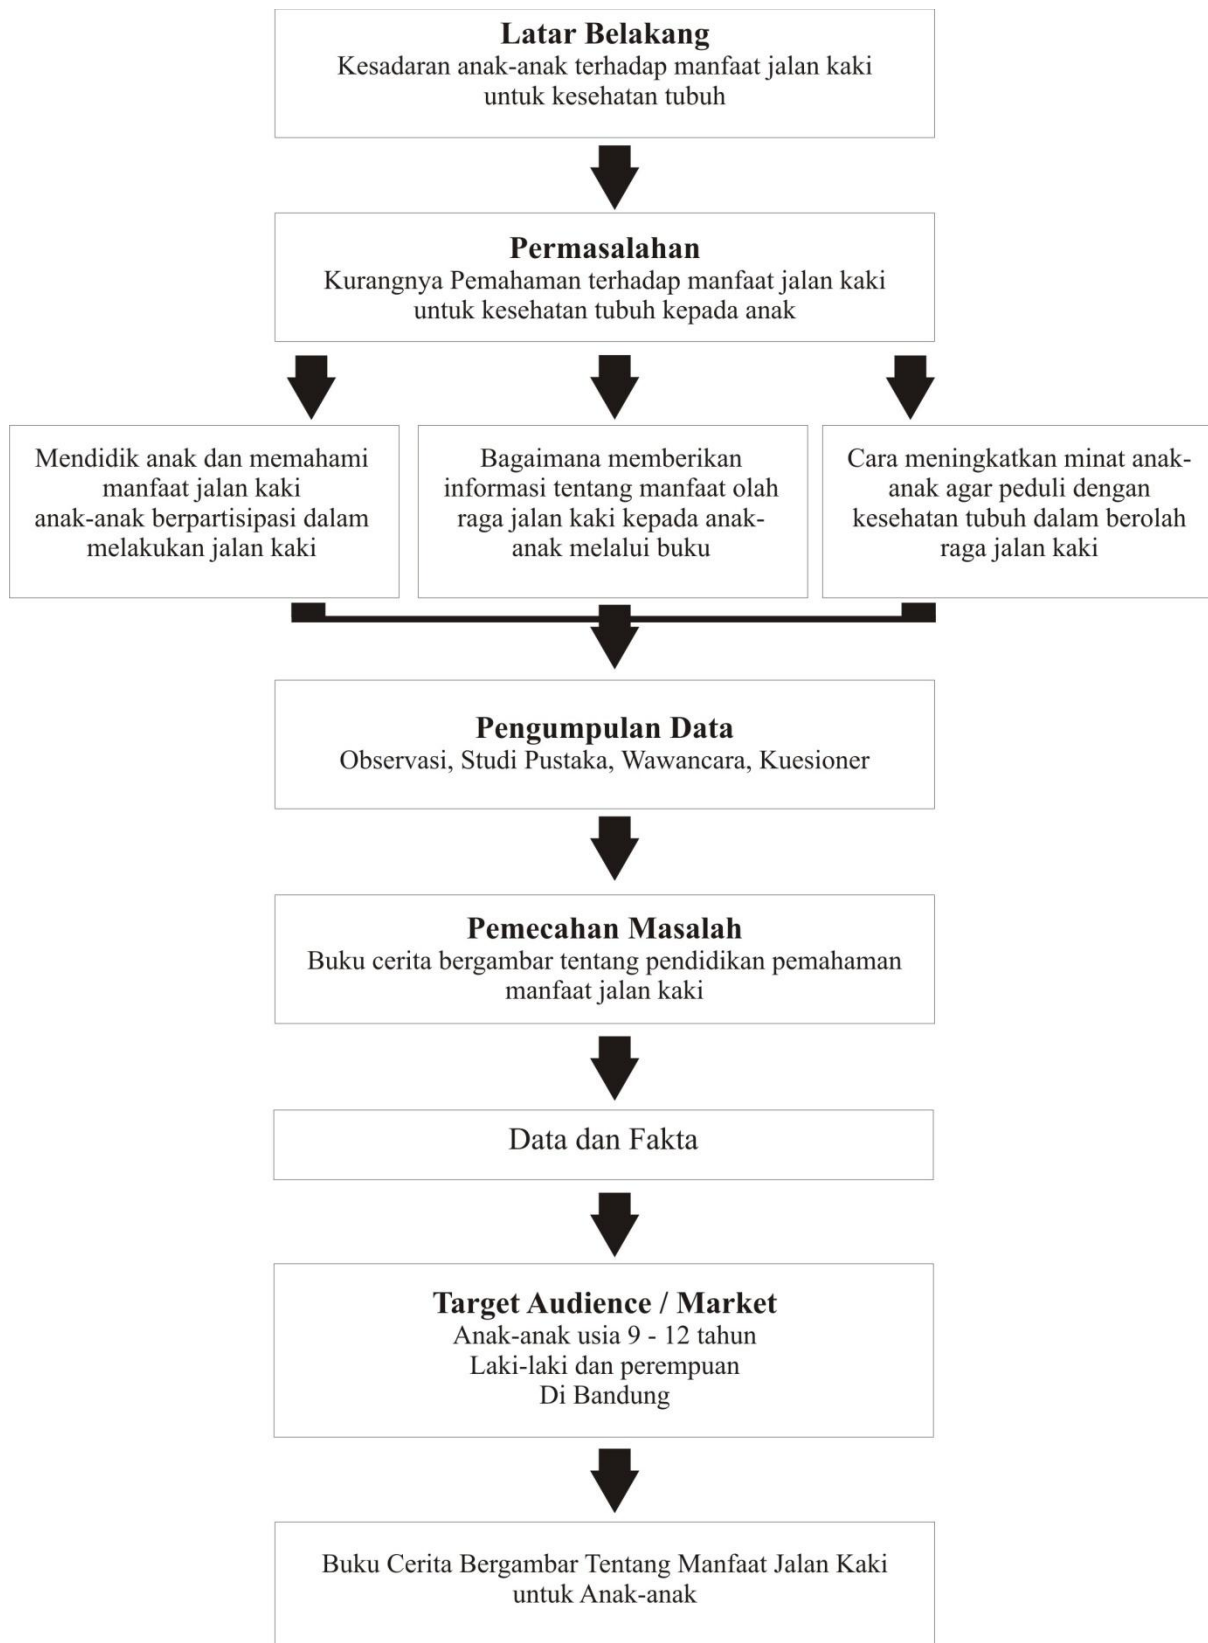 Latar Belakang
Kesadaran anak-anak terhadap manfaat jalan kaki
untuk kesehatan tubuh
Permasalahan
Kurangnya Pemahaman terhadap manfaat jalan kaki
untuk kesehatan tubuh kepada anak
Mendidik anak dan memahami
manfaat jalan kaki
anak-anak berpartisipasi dalam
melakukan jalan kaki
Bagaimana memberikan
informasi tentang manfaat olah
raga jalan kaki kepada anak-
anak melalui buku
Cara meningkatkan minat anak-
anak agar peduli dengan
kesehatan tubuh dalam berolah
raga jalan kaki
Pengumpulan Data
Observasi, Studi Pustaka, Wawancara, Kuesioner
Pemecahan Masalah
Buku cerita bergambar tentang pendidikan pemahaman
manfaat jalan kaki
Data dan Fakta
Target Audience / Market
Anak-anak usia 9 - 12 tahun
Laki-laki dan perempuan
Di Bandung
Buku Cerita Bergambar Tentang Manfaat Jalan Kaki
untuk Anak-anak